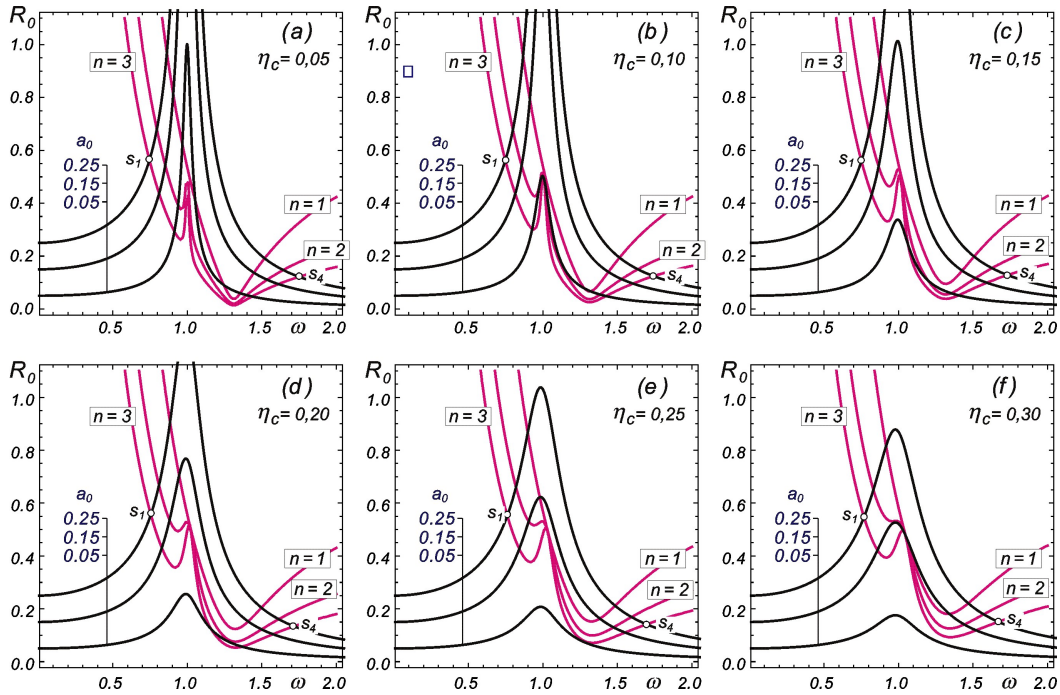 R₀
(a)
1.0
ηc = 0,05
n = 3
0.8
0.6
s₁
a₀
0.25
0.15
0.05
0.4
n = 1
n = 2
0.2
s₄
0.0
0.5 1.0 1.5 ω 2.0
(b)
1.0
ηc = 0,10
n = 3
0.8
0.6
s₁
a₀
0.25
0.15
0.05
0.4
n = 1
n = 2
0.2
s₄
0.0
0.5 1.0 1.5 ω 2.0
(c)
1.0
ηc = 0,15
n = 3
0.8
0.6
s₁
a₀
0.25
0.15
0.05
0.4
n = 1
n = 2
0.2
s₄
0.0
0.5 1.0 1.5 ω 2.0
R₀
(d)
1.0
ηc = 0,20
n = 3
0.8
0.6
s₁
a₀
0.25
0.15
0.05
0.4
n = 1
n = 2
0.2
s₄
0.0
0.5 1.0 1.5 ω 2.0
R₀
(e)
1.0
ηc = 0,25
n = 3
0.8
0.6
s₁
a₀
0.25
0.15
0.05
0.4
n = 1
n = 2
0.2
s₄
0.0
0.5 1.0 1.5 ω 2.0
R₀
(f)
1.0
ηc = 0,30
n = 3
0.8
0.6
s₁
a₀
0.25
0.15
0.05
0.4
n = 1
n = 2
0.2
s₄
0.0
0.5 1.0 1.5 ω 2.0